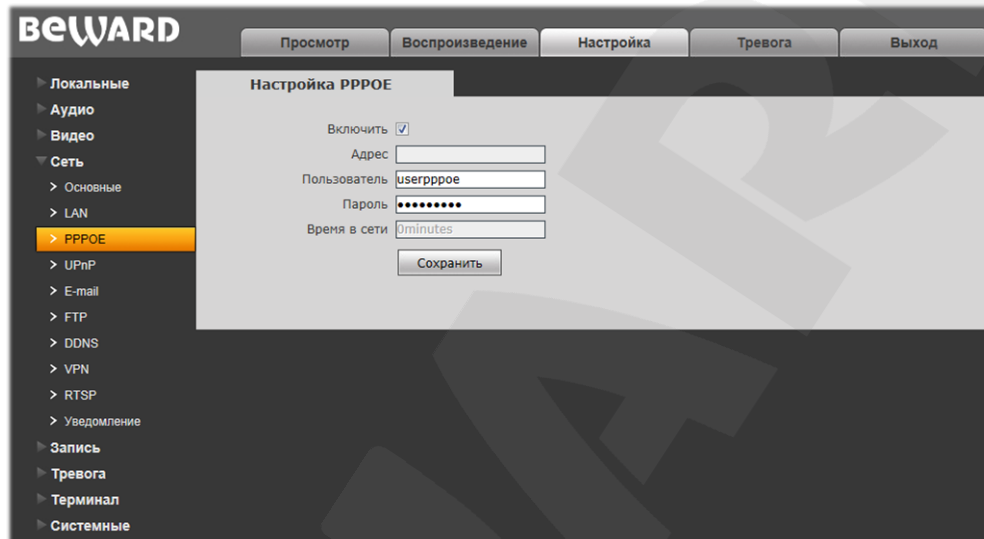 BEWARD
Просмотр Воспроизведение Настройка Тревога Выход
Локальные
Аудио
Видео
Сеть
> Основные
> LAN
> PPPOE
> UPnP
> E-mail
> FTP
> DDNS
> VPN
> RTSP
> Уведомление
Запись
Тревога
Терминал
Системные
Настройка PPPOE
Включить
Адрес
Пользователь userpppoe
Пароль •••••••••
Время в сети 0minutes
Сохранить